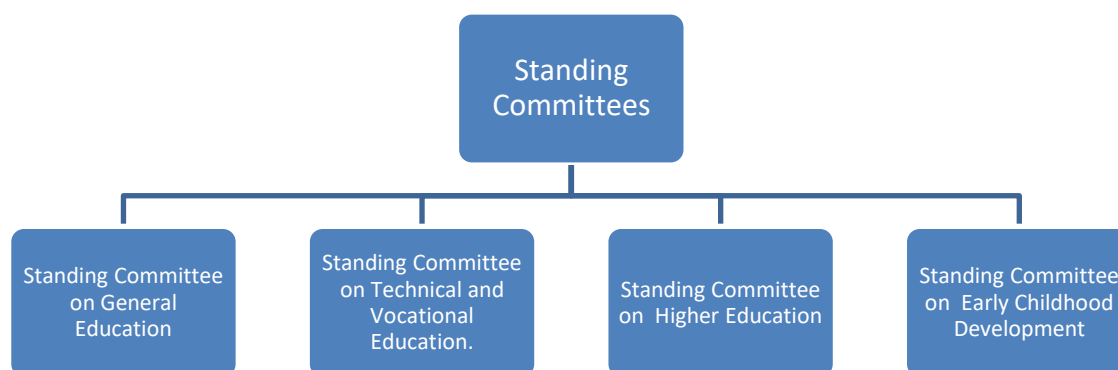 Standing
Committees
Standing Committee
on General
Education
Standing Committee
on Technical and
Vocational
Education.
Standing Committee
on Higher Education
Standing Committee
on Early Childhood
Development